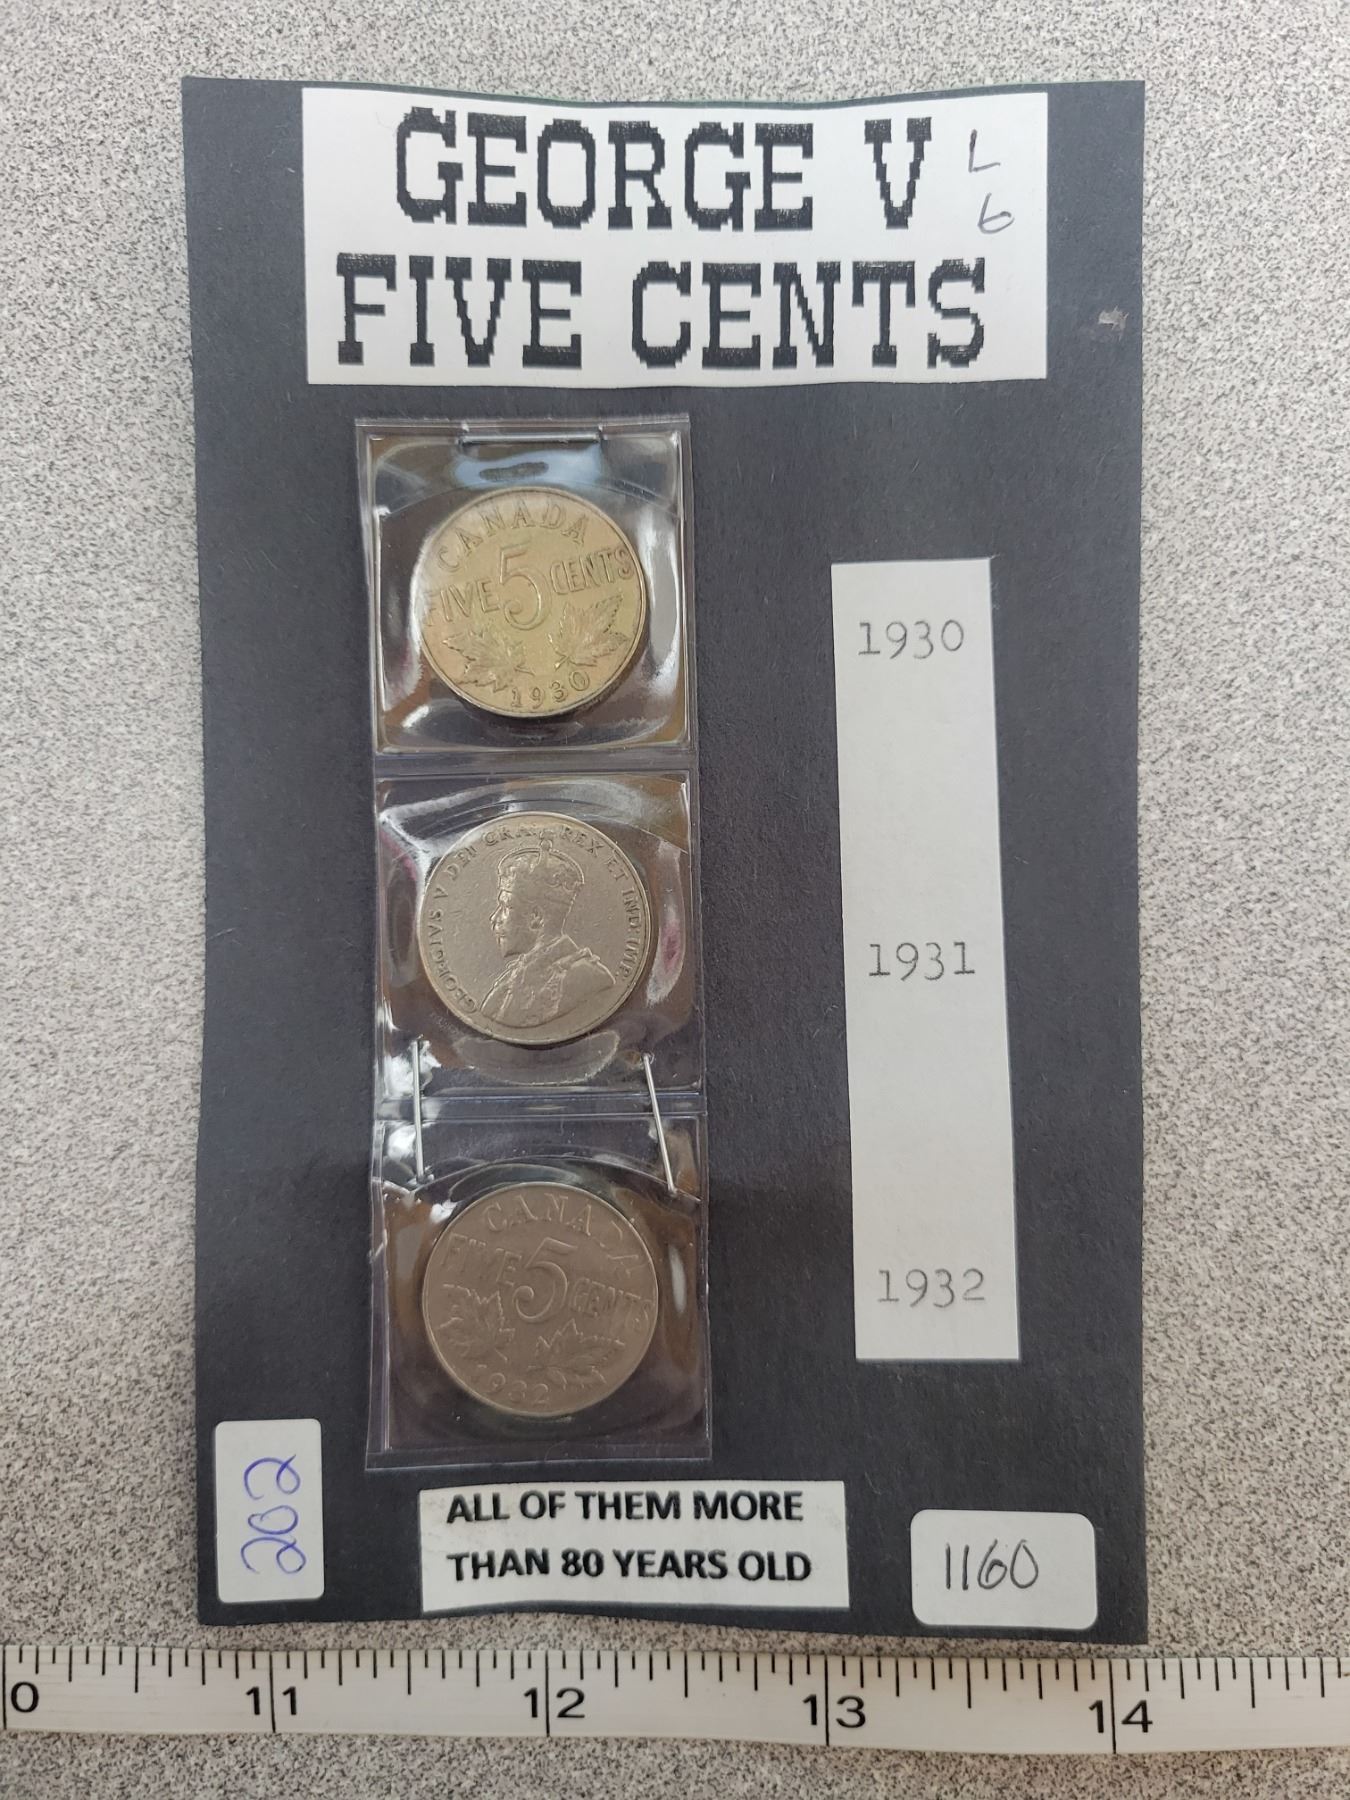 GEORGE V
L
6
FIVE CENTS
CANADA
FIVE 5 CENTS
1930
1930
GEORGIVS V DEI GRA: REX ET IND: IMP:
1931
CANADA
FIVE 5 CENTS
1932
1932
202
ALL OF THEM MORE
THAN 80 YEARS OLD
1160
0 11 12 13 14